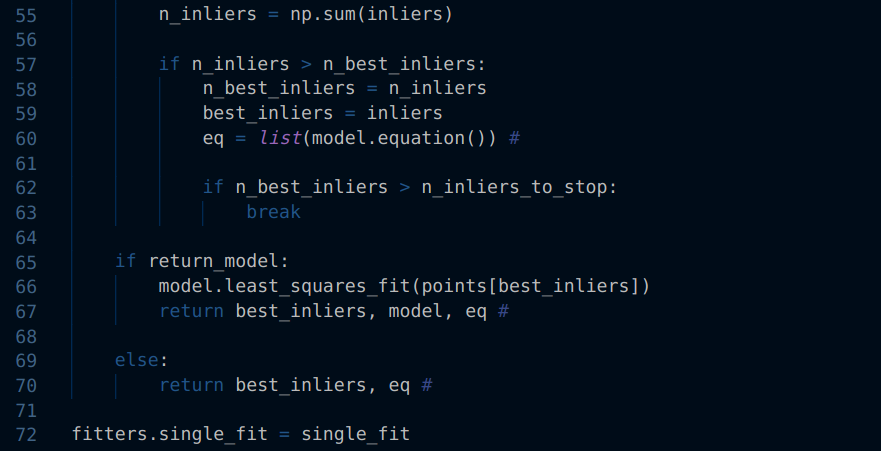 55        n_inliers = np.sum(inliers)
56
57        if n_inliers > n_best_inliers:
58            n_best_inliers = n_inliers
59            best_inliers = inliers
60            eq = list(model.equation()) #
61
62            if n_best_inliers > n_inliers_to_stop:
63                break
64
65    if return_model:
66        model.least_squares_fit(points[best_inliers])
67        return best_inliers, model, eq #
68
69    else:
70        return best_inliers, eq #
71
72 fitters.single_fit = single_fit